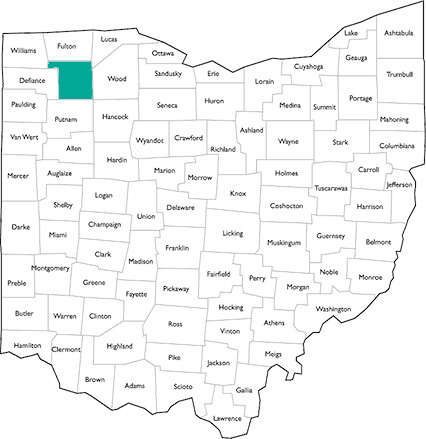 Williams
Fulton
Lucas
Ottawa
Lake
Ashtabula
Geauga
Cuyahoga
Defiance
Wood
Sandusky
Erie
Lorain
Trumbull
Paulding
Hancock
Seneca
Huron
Medina
Summit
Portage
Mahoning
Putnam
Van Wert
Allen
Wyandot
Crawford
Richland
Ashland
Wayne
Stark
Columbiana
Hardin
Mercer
Auglaize
Marion
Morrow
Holmes
Carroll
Jefferson
Tuscarawas
Logan
Knox
Shelby
Union
Delaware
Coshocton
Harrison
Darke
Miami
Champaign
Licking
Muskingum
Guernsey
Belmont
Clark
Madison
Franklin
Montgomery
Fairfield
Perry
Noble
Monroe
Preble
Greene
Fayette
Pickaway
Morgan
Hocking
Washington
Butler
Warren
Clinton
Ross
Vinton
Athens
Hamilton
Clermont
Highland
Pike
Jackson
Meigs
Brown
Adams
Scioto
Gallia
Lawrence